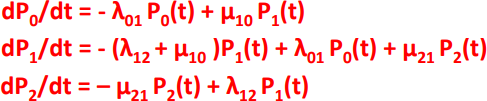 dP₀/dt = - λ₀₁ P₀(t) + μ₁₀ P₁(t)
dP₁/dt = - (λ₁₂ + μ₁₀ )P₁(t) + λ₀₁ P₀(t) + μ₂₁ P₂(t)
dP₂/dt = – μ₂₁ P₂(t) + λ₁₂ P₁(t)